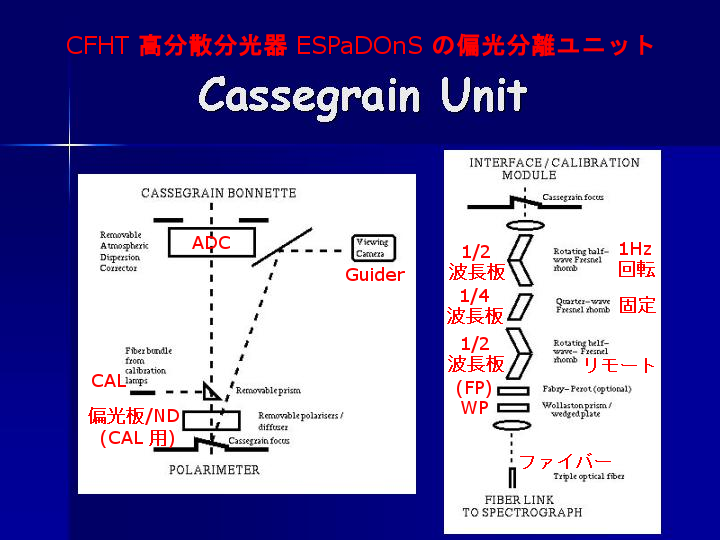 CFHT 高分散分光器 ESPaDOnS の偏光分離ユニット
Cassegrain Unit
CASSEGRAIN BONNETTE
Removable
Atmospheric
Dispersion
Corrector
ADC
Viewing
Camera
Guider
Fiber bundle
from
calibration
lamps
CAL
Removable prism
偏光板/ND
(CAL 用)
Removable polarisers /
diffuser
Cassegrain focus
POLARIMETER
INTERFACE / CALIBRATION
MODULE
Cassegrain focus
1/2
波長板
Rotating half-
wave Fresnel
rhomb
1Hz
回転
1/4
波長板
Quarter-wave
Fresnel rhomb
固定
1/2
波長板
Rotating half-
wave- Fresnel
rhomb
リモート
(FP)
Fabry-Perot (optional)
WP
Wollaston prism /
wedged plate
ファイバー
Triple optical fiber
FIBER LINK
TO SPECTROGRAPH